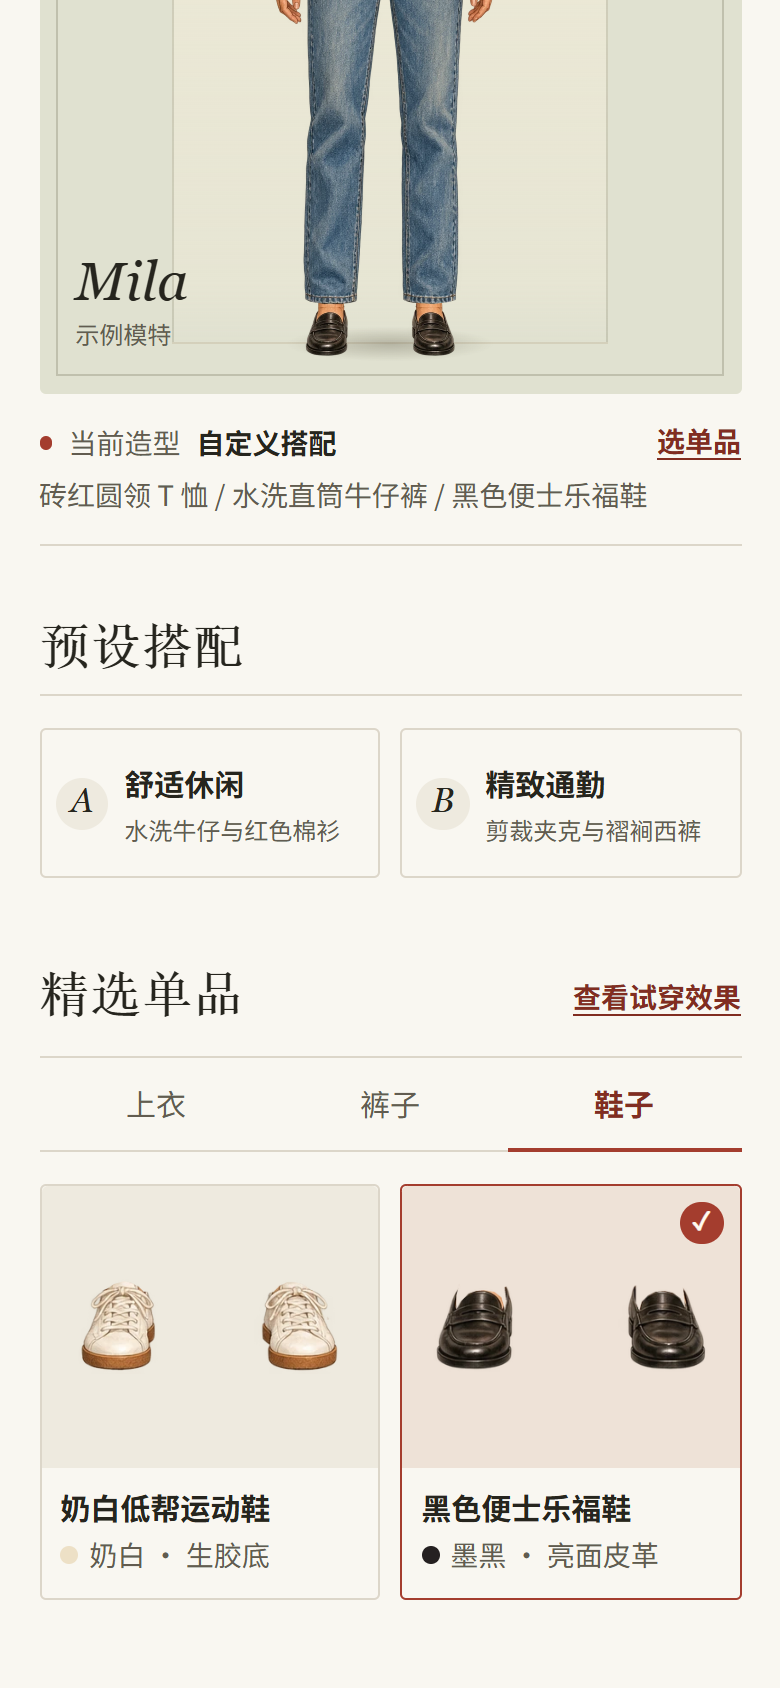 Mila
示例模特
当前造型 自定义搭配
选单品
砖红圆领 T 恤 / 水洗直筒牛仔裤 / 黑色便士乐福鞋
预设搭配
A
舒适休闲
水洗牛仔与红色棉衫
B
精致通勤
剪裁夹克与褶裥西裤
精选单品
查看试穿效果
上衣
裤子
鞋子
奶白低帮运动鞋
奶白 · 生胶底
黑色便士乐福鞋
墨黑 · 亮面皮革